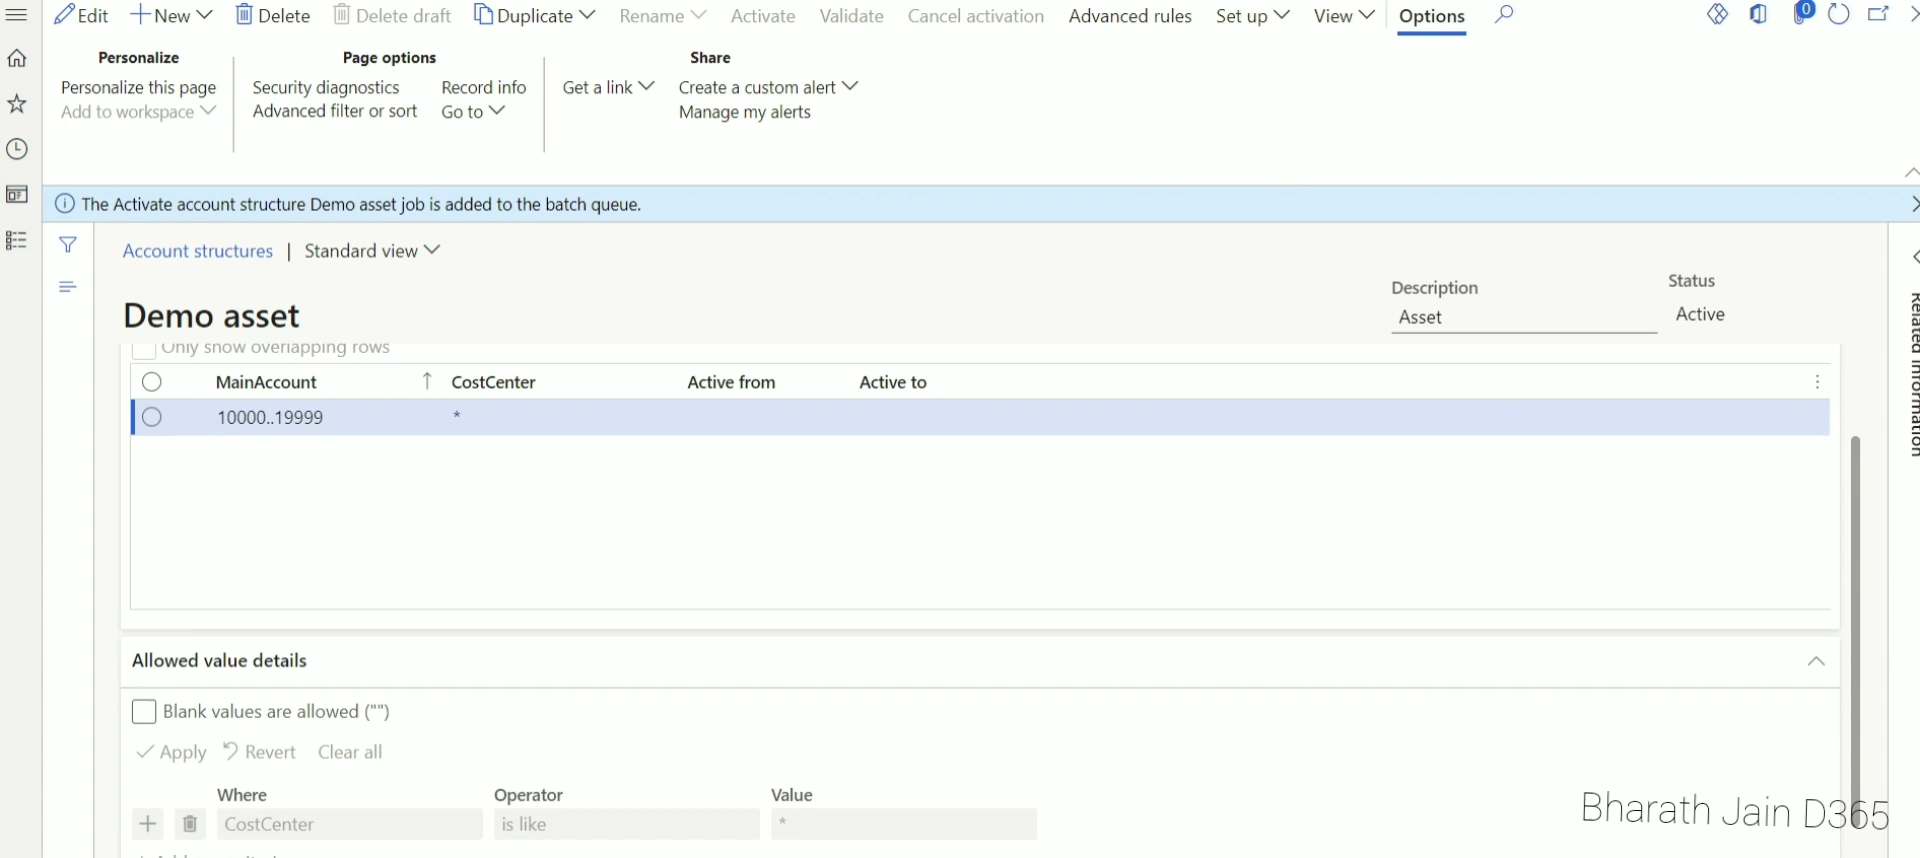 Edit New Delete Delete draft Duplicate Rename Activate Validate Cancel activation Advanced rules Set up View Options 0
Personalize Page options Share
Personalize this page Security diagnostics Record info Get a link Create a custom alert
Add to workspace Advanced filter or sort Go to Manage my alerts
The Activate account structure Demo asset job is added to the batch queue.
Account structures | Standard view
Description Status
Demo asset Asset Active
Only show overlapping rows
Related information
MainAccount CostCenter Active from Active to
10000..19999 *
Allowed value details
Blank values are allowed ("")
Apply Revert Clear all
Where Operator Value
CostCenter is like *
Bharath Jain D365